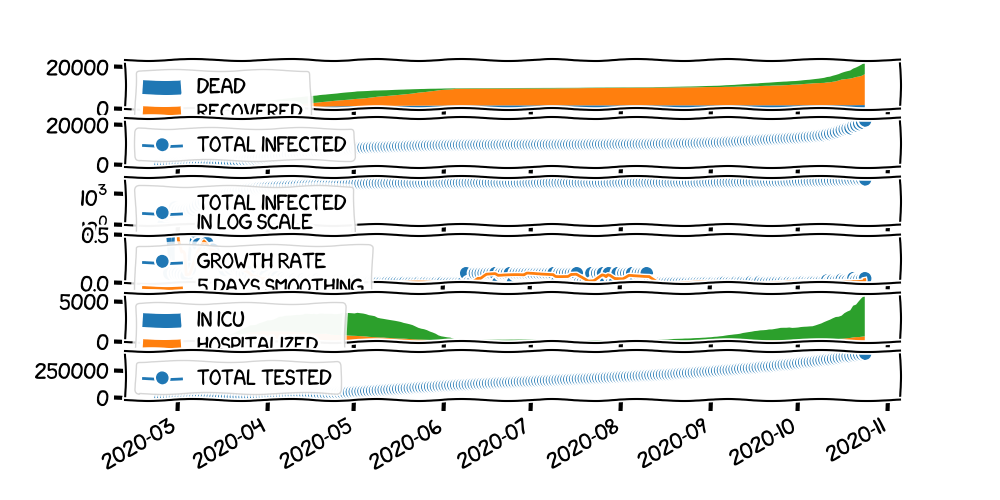 20000
0
DEAD
RECOVERED
20000
0
TOTAL INFECTED
10³
10⁰
TOTAL INFECTED
IN LOG SCALE
0.5
0.0
GROWTH RATE
5 DAYS SMOOTHING
5000
0
IN ICU
HOSPITALIZED
250000
0
TOTAL TESTED
2020-03 2020-04 2020-05 2020-06 2020-07 2020-08 2020-09 2020-10 2020-11